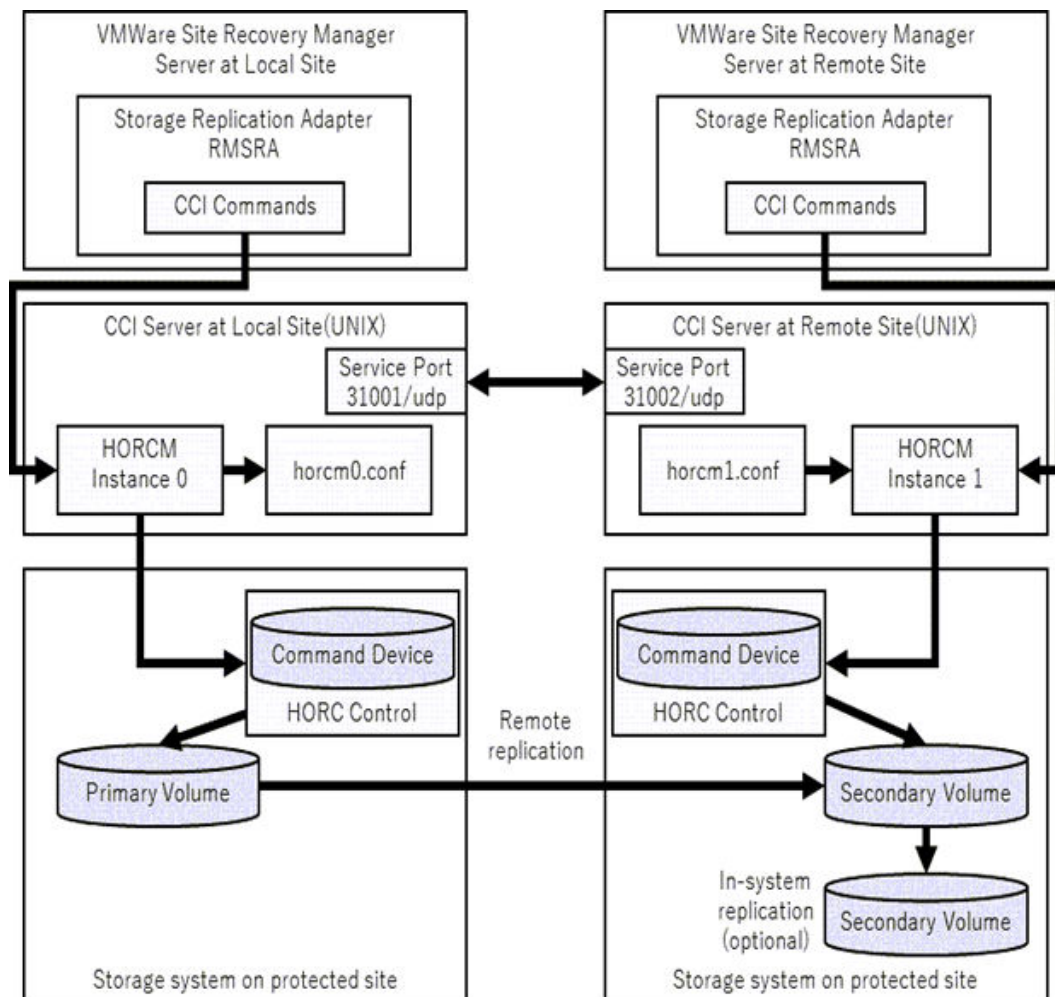 VMWare Site Recovery Manager
Server at Local Site
Storage Replication Adapter
RMSRA
CCI Commands
VMWare Site Recovery Manager
Server at Remote Site
Storage Replication Adapter
RMSRA
CCI Commands
CCI Server at Local Site(UNIX)
Service Port
31001/udp
HORCM
Instance 0
horcm0.conf
CCI Server at Remote Site(UNIX)
Service Port
31002/udp
horcm1.conf
HORCM
Instance 1
Command Device
HORC Control
Primary Volume
Storage system on protected site
Remote
replication
Command Device
HORC Control
Secondary Volume
In-system
replication
(optional)
Secondary Volume
Storage system on protected site